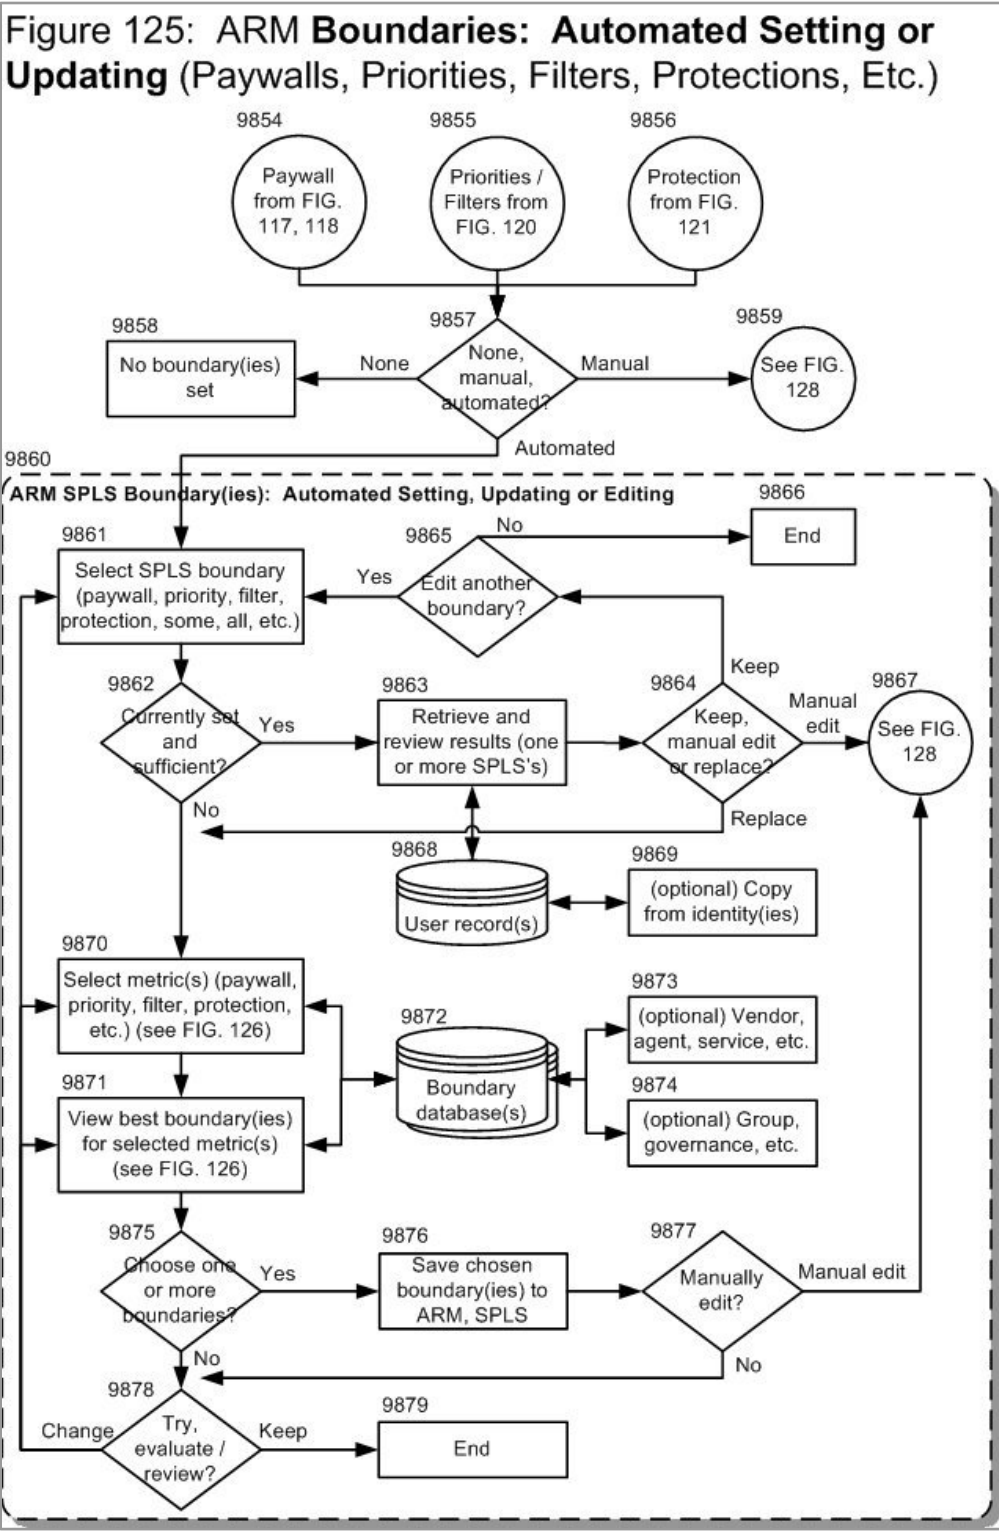 Figure 125: ARM Boundaries: Automated Setting or
Updating (Paywalls, Priorities, Filters, Protections, Etc.)
9854
9855
9856
Paywall
from FIG.
117, 118
Priorities /
Filters from
FIG. 120
Protection
from FIG.
121
9857
None,
manual,
automated?
9858
None
No boundary(ies)
set
Manual
9859
See FIG.
128
Automated
9860
ARM SPLS Boundary(ies): Automated Setting, Updating or Editing
9861
Select SPLS boundary
(paywall, priority, filter,
protection, some, all, etc.)
9865
Edit another
boundary?
Yes
No
9866
End
9862
Currently set
and
sufficient?
Yes
No
9863
Retrieve and
review results (one
or more SPLS's)
9864
Keep,
manual edit
or replace?
Keep
Manual
edit
Replace
9867
See FIG.
128
9868
User record(s)
9869
(optional) Copy
from identity(ies)
9870
Select metric(s) (paywall,
priority, filter, protection,
etc.) (see FIG. 126)
9871
View best boundary(ies)
for selected metric(s)
(see FIG. 126)
9872
Boundary
database(s)
9873
(optional) Vendor,
agent, service, etc.
9874
(optional) Group,
governance, etc.
9875
Choose one
or more
boundaries?
Yes
No
9876
Save chosen
boundary(ies) to
ARM, SPLS
9877
Manually
edit?
Manual edit
No
9878
Try,
evaluate /
review?
Change
Keep
9879
End